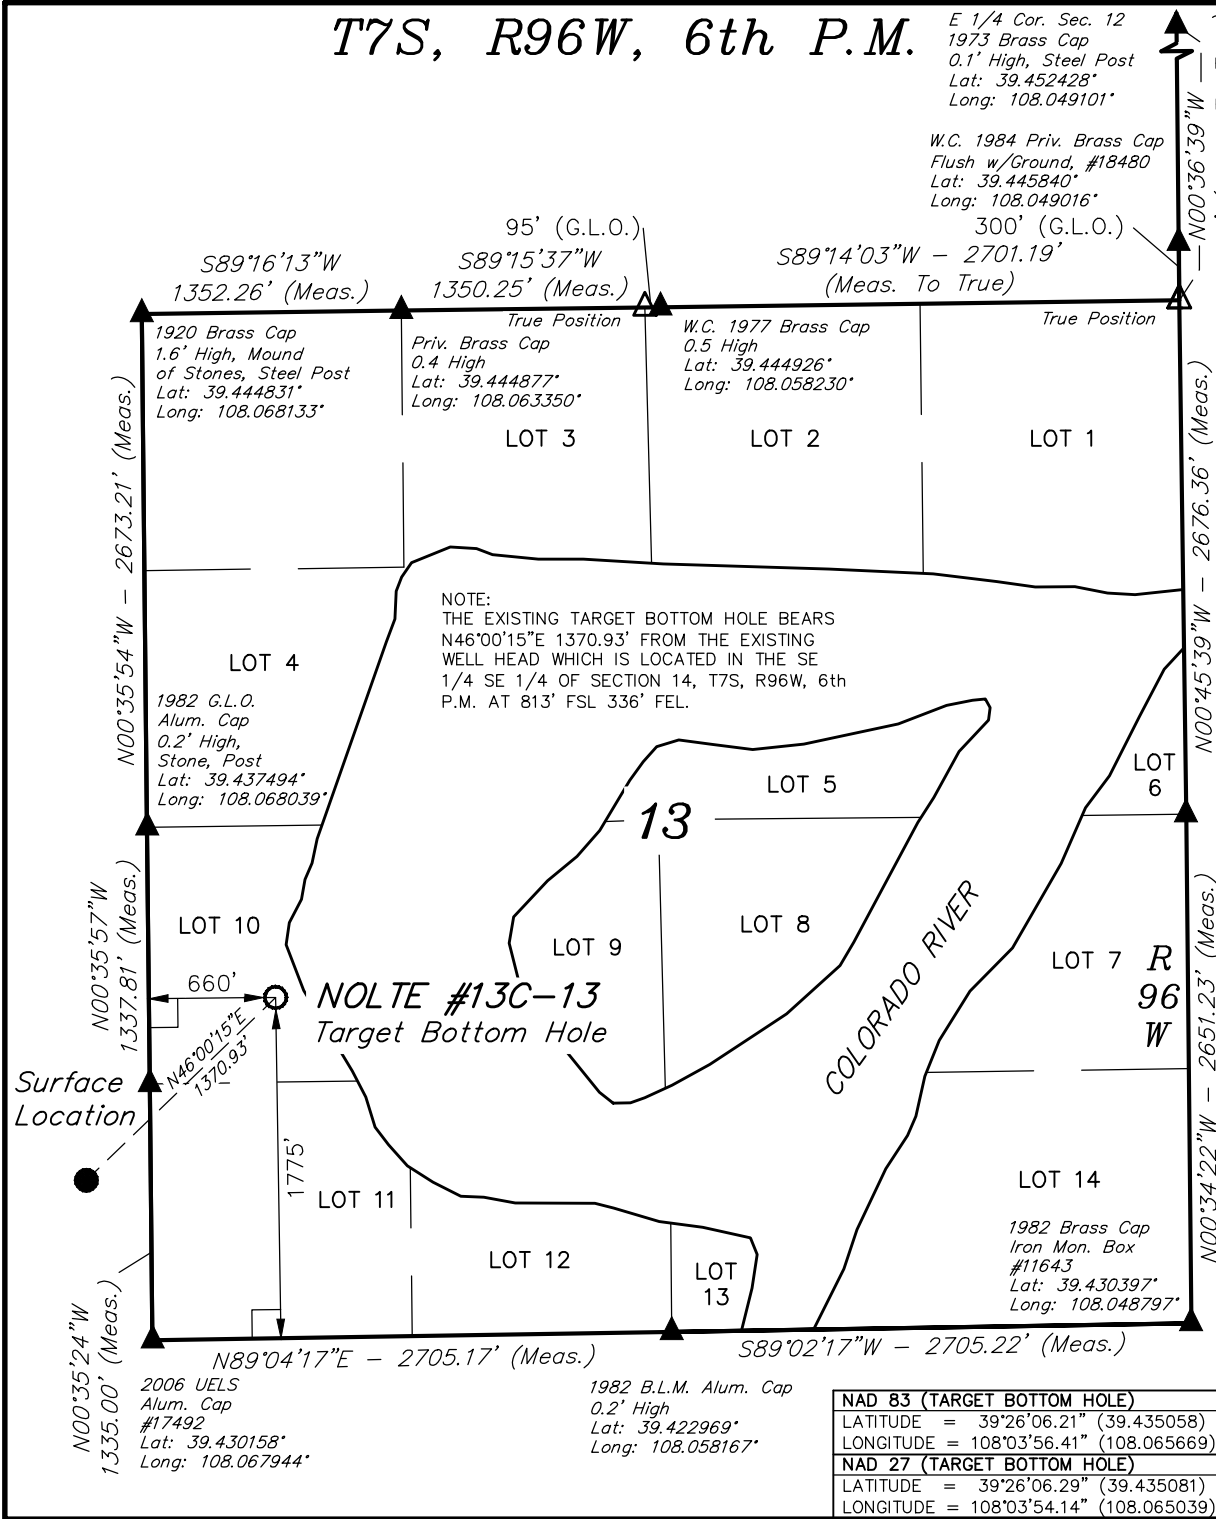 T7S, R96W, 6th P.M.
E 1/4 Cor. Sec. 12
1973 Brass Cap
0.1' High, Steel Post
Lat: 39.452428°
Long: 108.049101°
W.C. 1984 Priv. Brass Cap
Flush w/Ground, #18480
Lat: 39.445840°
Long: 108.049016°
N00°36'39"W —
95' (G.L.O.)
300' (G.L.O.)
S89°16'13"W
1352.26' (Meas.)
S89°15'37"W
1350.25' (Meas.)
S89°14'03"W – 2701.19'
(Meas. To True)
True Position
True Position
1920 Brass Cap
1.6' High, Mound
of Stones, Steel Post
Lat: 39.444831°
Long: 108.068133°
Priv. Brass Cap
0.4 High
Lat: 39.444877°
Long: 108.063350°
W.C. 1977 Brass Cap
0.5 High
Lat: 39.444926°
Long: 108.058230°
LOT 3
LOT 2
LOT 1
N00°35'54"W – 2673.21' (Meas.)
N00°45'39"W – 2676.36' (Meas.)
NOTE:
THE EXISTING TARGET BOTTOM HOLE BEARS
N46°00'15"E 1370.93' FROM THE EXISTING
WELL HEAD WHICH IS LOCATED IN THE SE
1/4 SE 1/4 OF SECTION 14, T7S, R96W, 6th
P.M. AT 813' FSL 336' FEL.
LOT 4
1982 G.L.O.
Alum. Cap
0.2' High,
Stone, Post
Lat: 39.437494°
Long: 108.068039°
LOT 5
LOT
6
13
LOT 10
LOT 9
LOT 8
LOT 7
R
96
W
COLORADO RIVER
N00°35'57"W
1337.81' (Meas.)
660'
NOLTE #13C–13
Target Bottom Hole
N46°00'15"E
1370.93'
Surface
Location
1775'
N00°34'22"W – 2651.23' (Meas.)
LOT 11
LOT 12
LOT
13
LOT 14
1982 Brass Cap
Iron Mon. Box
#11643
Lat: 39.430397°
Long: 108.048797°
N00°35'24"W
1335.00' (Meas.)
N89°04'17"E – 2705.17' (Meas.)
S89°02'17"W – 2705.22' (Meas.)
2006 UELS
Alum. Cap
#17492
Lat: 39.430158°
Long: 108.067944°
1982 B.L.M. Alum. Cap
0.2' High
Lat: 39.422969°
Long: 108.058167°
NAD 83 (TARGET BOTTOM HOLE)
LATITUDE = 39°26'06.21" (39.435058)
LONGITUDE = 108°03'56.41" (108.065669)
NAD 27 (TARGET BOTTOM HOLE)
LATITUDE = 39°26'06.29" (39.435081)
LONGITUDE = 108°03'54.14" (108.065039)